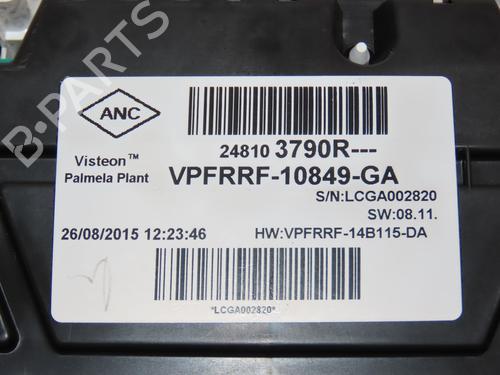 ANC
24810 3790R---
Visteon™
Palmela Plant
VPFRRF-10849-GA
S/N:LCGA002820
SW:08.11.
26/08/2015 12:23:46
HW:VPFRRF-14B115-DA
*LCGA002820*
B-PARTS